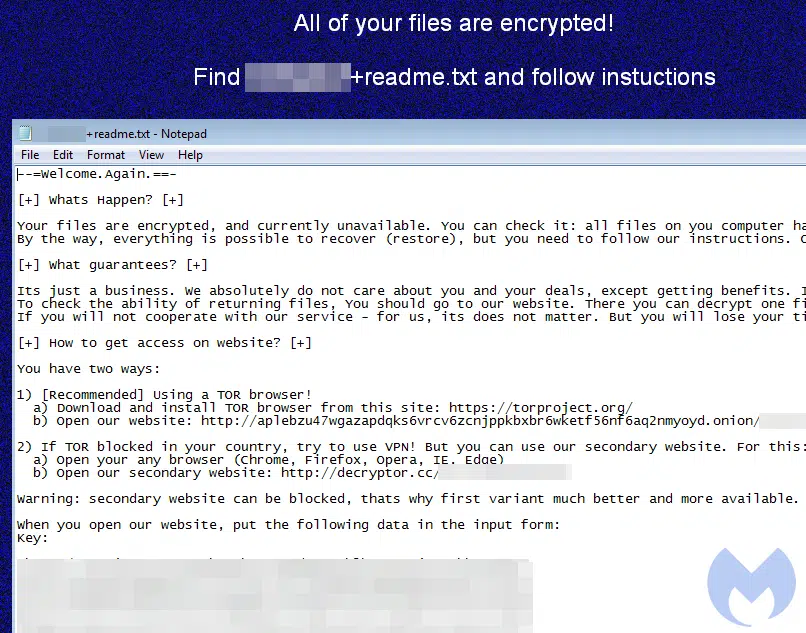 All of your files are encrypted!
Find +readme.txt and follow instuctions
+readme.txt - Notepad
File Edit Format View Help
--=Welcome.Again.==-
[+] Whats Happen? [+]
Your files are encrypted, and currently unavailable. You can check it: all files on you computer ha
By the way, everything is possible to recover (restore), but you need to follow our instructions.
[+] What guarantees? [+]
Its just a business. We absolutely do not care about you and your deals, except getting benefits.
To check the ability of returning files, You should go to our website. There you can decrypt one fi
If you will not cooperate with our service - for us, its does not matter. But you will lose your ti
[+] How to get access on website? [+]
You have two ways:
1) [Recommended] Using a TOR browser!
a) Download and install TOR browser from this site: https://torproject.org/
b) Open our website: http://aplebzu47wgazapdqks6vrcv6zcnjppkbxbr6wketf56nf6aq2nmyoyd.onion/
2) If TOR blocked in your country, try to use VPN! But you can use our secondary website. For this:
a) Open your any browser (Chrome, Firefox, Opera, IE, Edge)
b) Open our secondary website: http://decryptor.cc/
Warning: secondary website can be blocked, thats why first variant much better and more available.
When you open our website, put the following data in the input form:
Key: